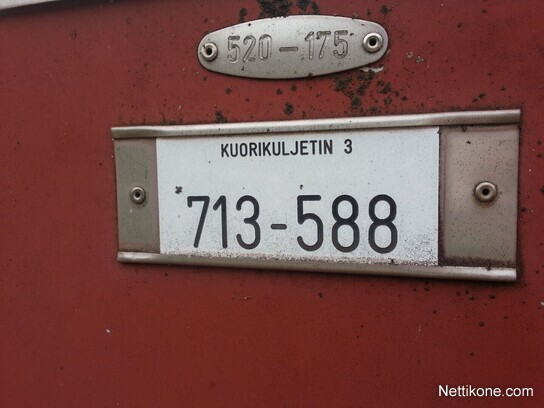 520-175
KUORIKULJETIN 3
713-588
Nettikone.com